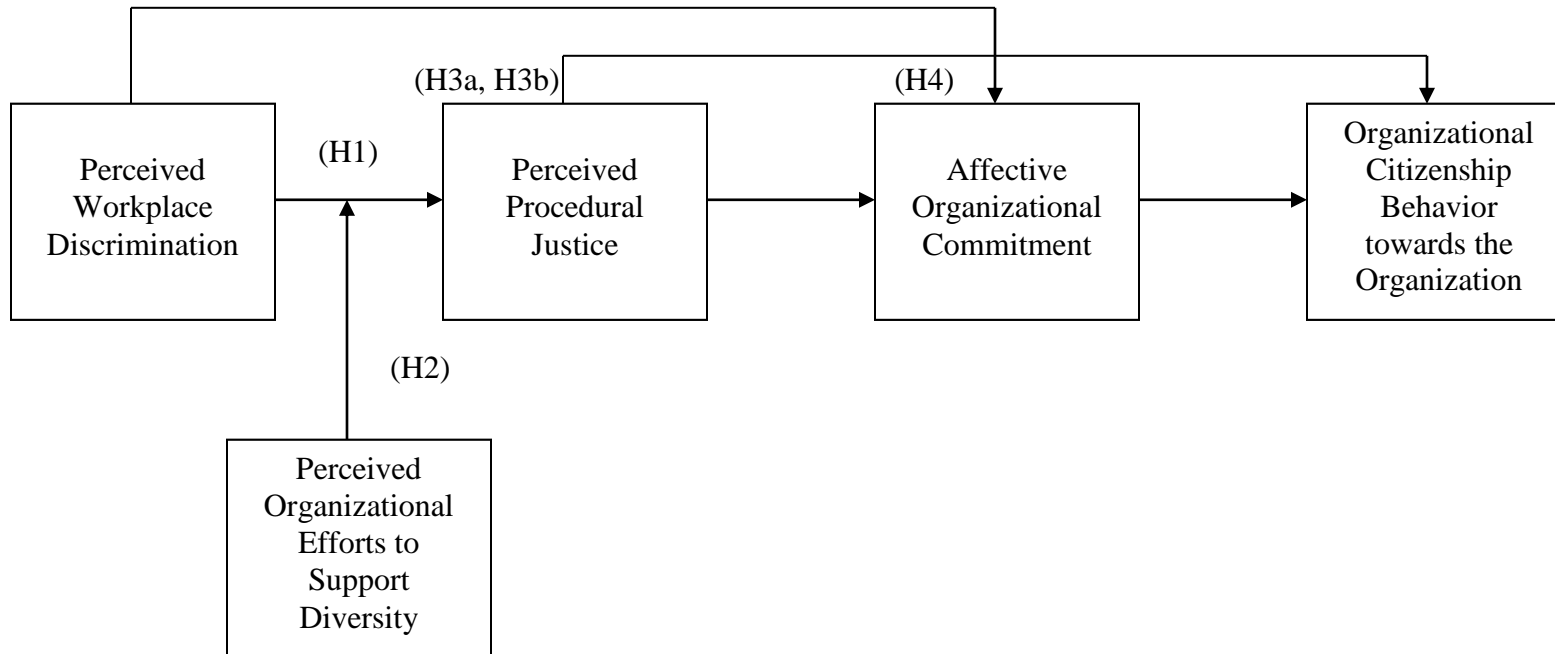 (H3a, H3b)
(H4)
(H1)
Perceived
Workplace
Discrimination
Perceived
Procedural
Justice
Affective
Organizational
Commitment
Organizational
Citizenship
Behavior
towards the
Organization
(H2)
Perceived
Organizational
Efforts to
Support
Diversity